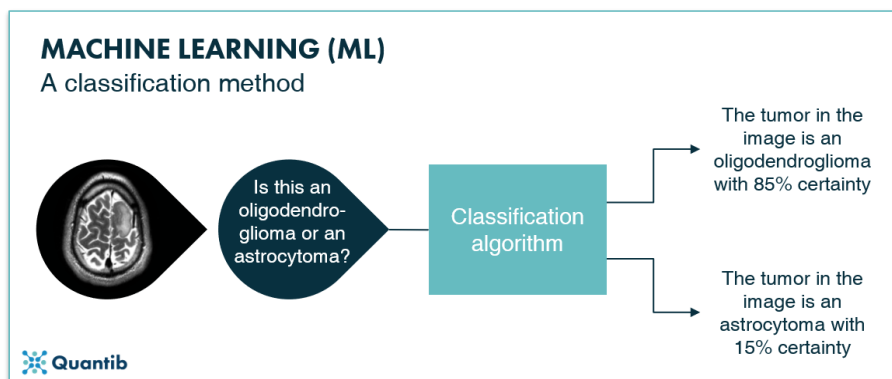 MACHINE LEARNING (ML)
A classification method
Is this an
oligodendro-
glioma or an
astrocytoma?
Classification
algorithm
The tumor in the
image is an
oligodendroglioma
with 85% certainty
The tumor in the
image is an
astrocytoma with
15% certainty
Quantib